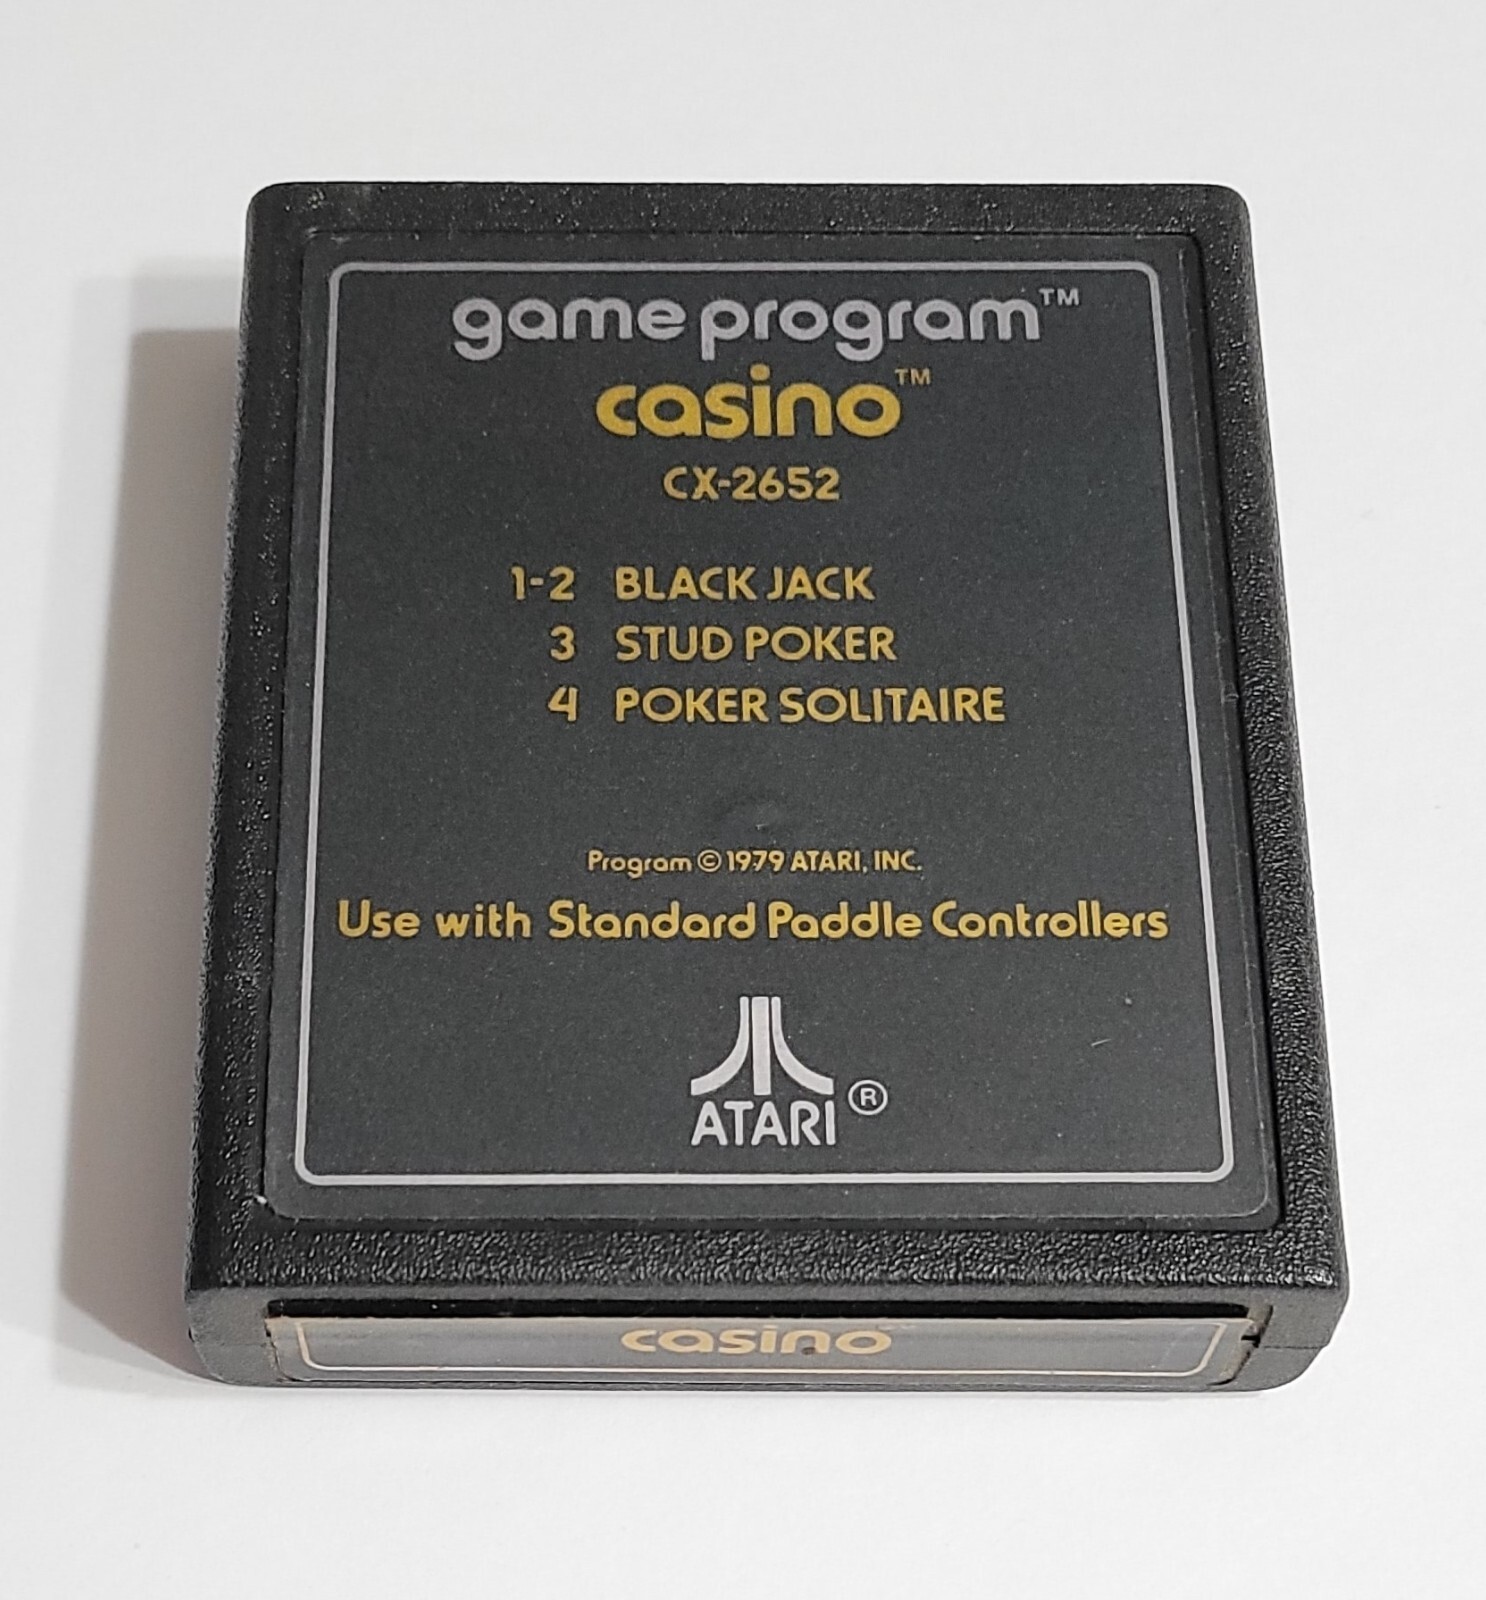 game program™
casino™
CX-2652
1-2 BLACK JACK
3 STUD POKER
4 POKER SOLITAIRE
Program © 1979 ATARI, INC.
Use with Standard Paddle Controllers
ATARI ®
casino